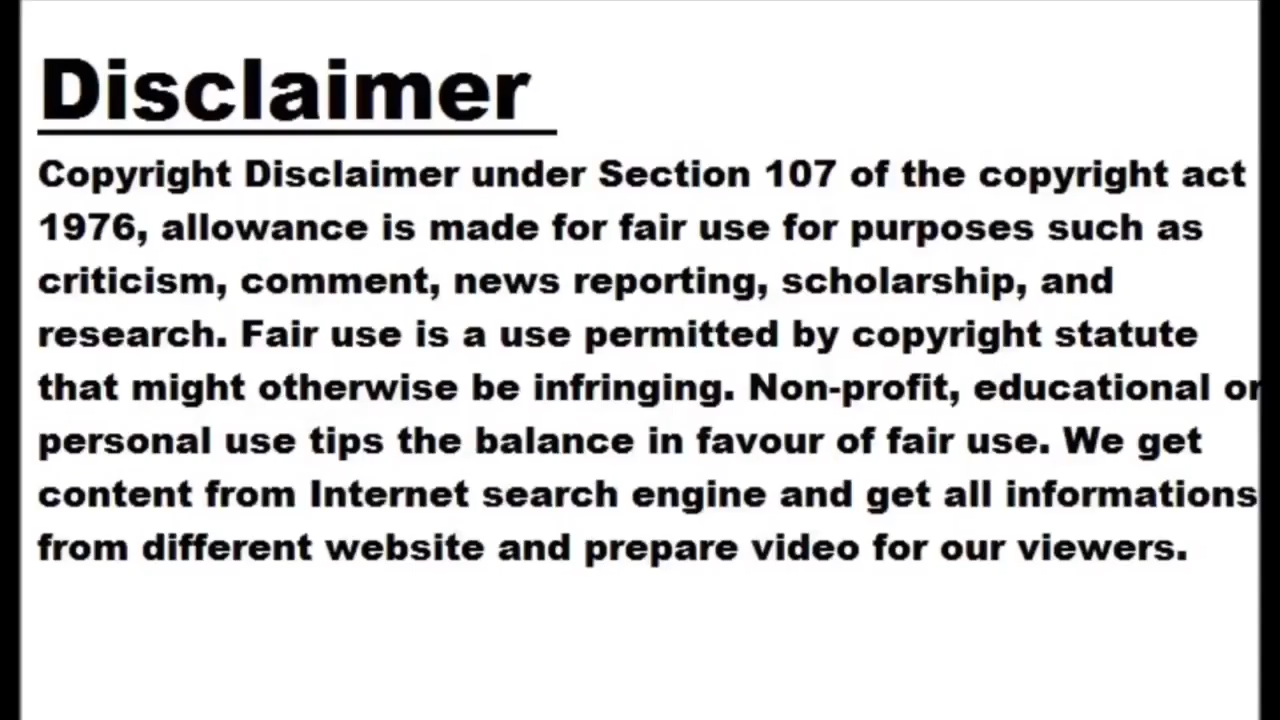 Disclaimer
Copyright Disclaimer under Section 107 of the copyright act
1976, allowance is made for fair use for purposes such as
criticism, comment, news reporting, scholarship, and
research. Fair use is a use permitted by copyright statute
that might otherwise be infringing. Non-profit, educational or
personal use tips the balance in favour of fair use. We get
content from Internet search engine and get all informations
from different website and prepare video for our viewers.